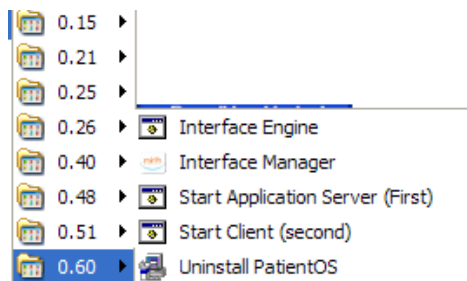 0.15
0.21
0.25
0.26 Interface Engine
0.40 Interface Manager
0.48 Start Application Server (First)
0.51 Start Client (second)
0.60 Uninstall PatientOS